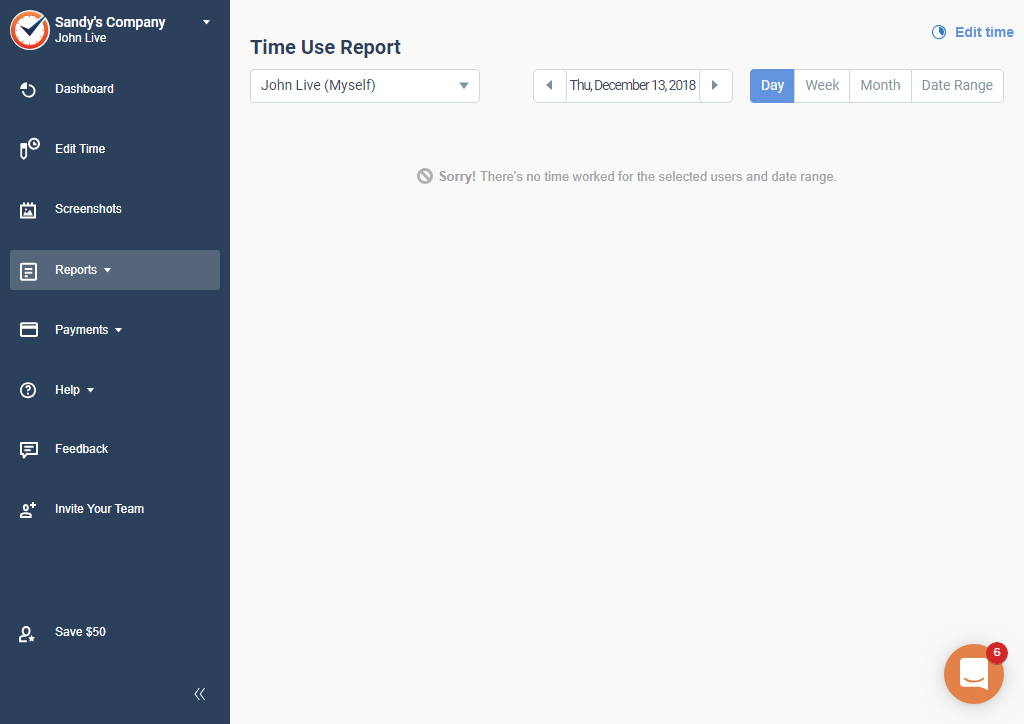 Sandy's Company
John Live
Dashboard
Edit Time
Screenshots
Reports
Payments
Help
Feedback
Invite Your Team
Save $50
Edit time
Time Use Report
John Live (Myself)
Thu, December 13, 2018
Day Week Month Date Range
Sorry! There's no time worked for the selected users and date range.
6